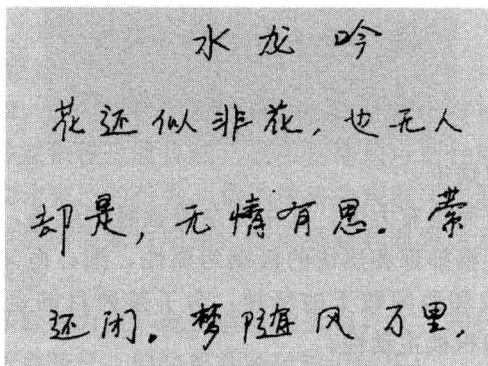 水龙吟
花还似非花，也无人
却是，无情有思。萦
还闭。梦随风万里，